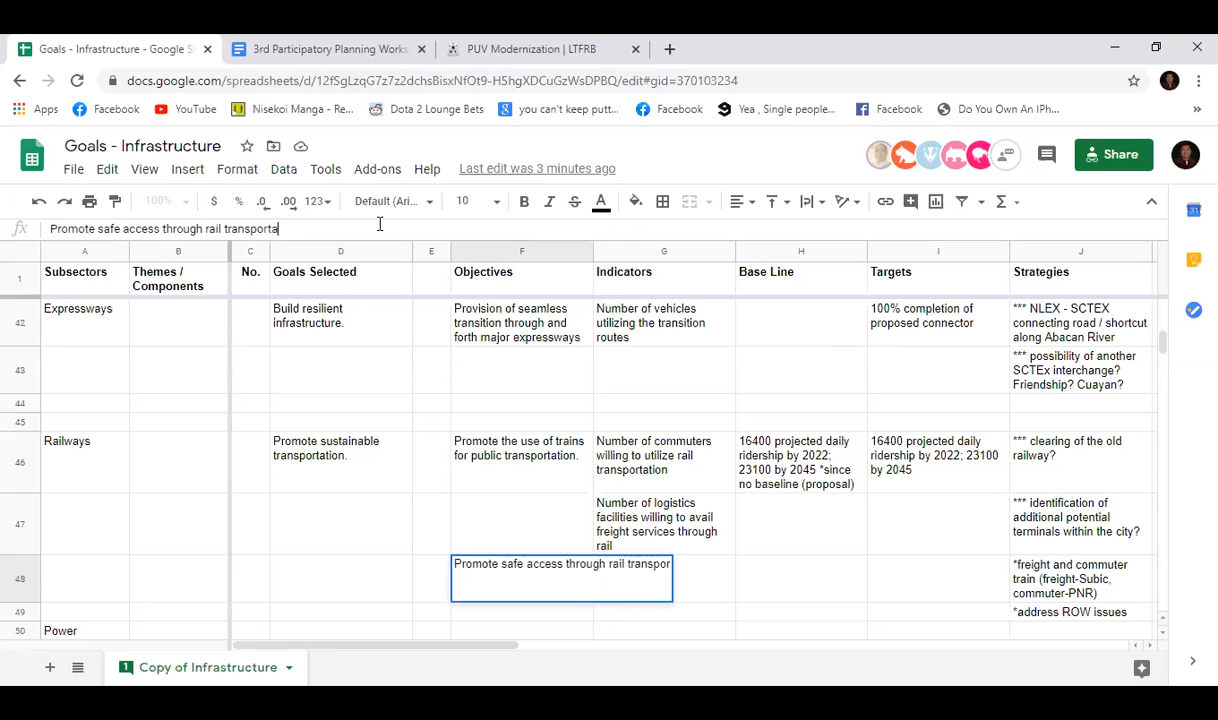 Goals - Infrastructure - Google S
3rd Participatory Planning Works
PUV Modernization | LTFRB
docs.google.com/spreadsheets/d/12fSgLzqG7z7z2dchsBisxNfOt9-H5hgXDCuGzWsDPBQ/edit#gid=370103234
Apps
Facebook
YouTube
Nisekoi Manga - Re...
Dota 2 Lounge Bets
you can't keep putt...
Facebook
Yea , Single people...
Facebook
Do You Own An IPh...
Goals - Infrastructure
File Edit View Insert Format Data Tools Add-ons Help Last edit was 3 minutes ago
Share
100% $ % .0 .00 123 Default (Ari... 10 B I S A
fx Promote safe access through rail transporta
A B C D E F G H I J
1
Subsectors
Themes /
Components
No.
Goals Selected
Objectives
Indicators
Base Line
Targets
Strategies
42
Expressways
Build resilient
infrastructure.
Provision of seamless
transition through and
forth major expressways
Number of vehicles
utilizing the transition
routes
100% completion of
proposed connector
*** NLEX - SCTEX
connecting road / shortcut
along Abacan River
43
*** possibility of another
SCTEx interchange?
Friendship? Cuayan?
44
45
46
Railways
Promote sustainable
transportation.
Promote the use of trains
for public transportation.
Number of commuters
willing to utilize rail
transportation
16400 projected daily
ridership by 2022;
23100 by 2045 *since
no baseline (proposal)
16400 projected daily
ridership by 2022; 23100
by 2045
*** clearing of the old
railway?
47
Number of logistics
facilities willing to avail
freight services through
rail
*** identification of
additional potential
terminals within the city?
48
Promote safe access through rail transpor
*freight and commuter
train (freight-Subic,
commuter-PNR)
49
*address ROW issues
50
Power
1 Copy of Infrastructure